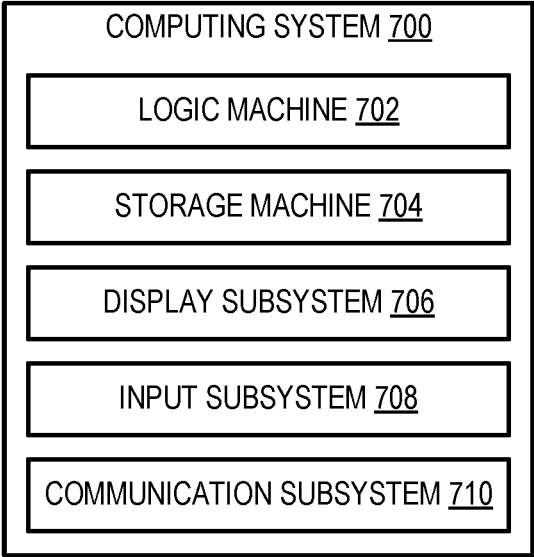 COMPUTING SYSTEM 700
LOGIC MACHINE 702
STORAGE MACHINE 704
DISPLAY SUBSYSTEM 706
INPUT SUBSYSTEM 708
COMMUNICATION SUBSYSTEM 710